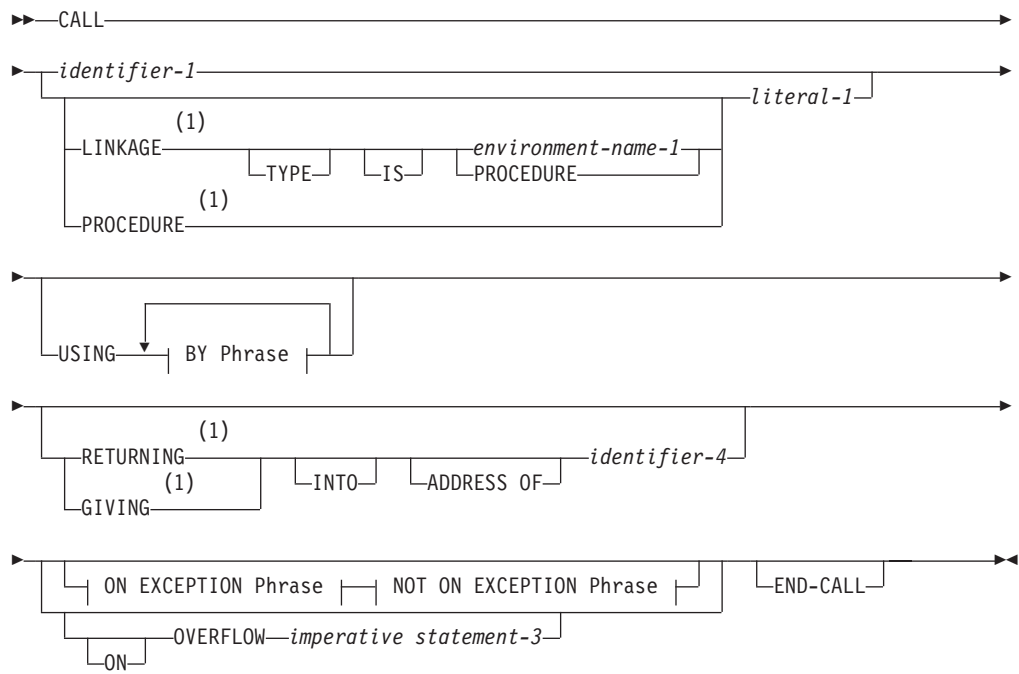 CALL
identifier-1
literal-1
(1)
LINKAGE environment-name-1
TYPE IS PROCEDURE
(1)
PROCEDURE
USING BY Phrase
(1)
RETURNING identifier-4
(1) INTO ADDRESS OF
GIVING
ON EXCEPTION Phrase NOT ON EXCEPTION Phrase END-CALL
OVERFLOW imperative statement-3
ON